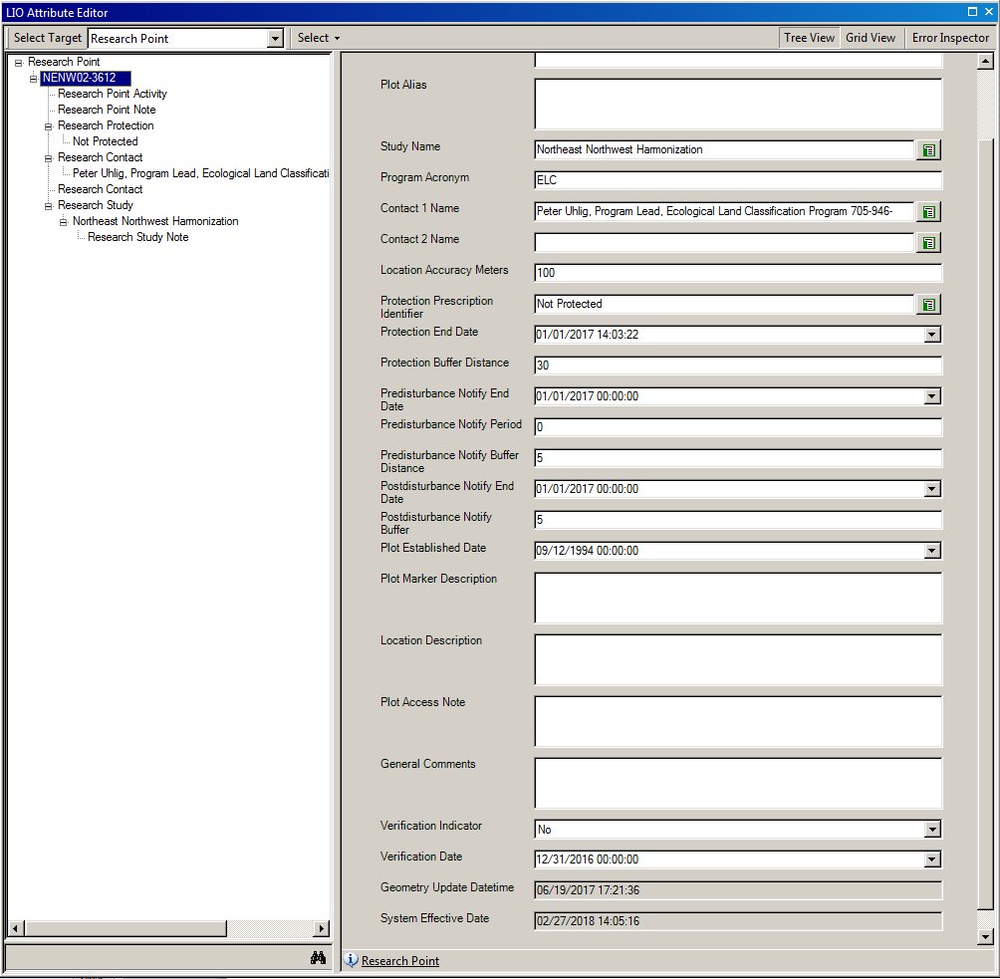 LIO Attribute Editor
Select Target Research Point Select Tree View Grid View Error Inspector
Research Point
NENW02-3612
Research Point Activity
Research Point Note
Research Protection
Not Protected
Research Contact
Peter Uhlig, Program Lead, Ecological Land Classificati
Research Contact
Research Study
Northeast Northwest Harmonization
Research Study Note
Plot Alias
Study Name Northeast Northwest Harmonization
Program Acronym ELC
Contact 1 Name Peter Uhlig, Program Lead, Ecological Land Classification Program 705-946-
Contact 2 Name
Location Accuracy Meters 100
Protection Prescription Not Protected
Identifier
Protection End Date 01/01/2017 14:03:22
Protection Buffer Distance 30
Predisturbance Notify End 01/01/2017 00:00:00
Date
Predisturbance Notify Period 0
Predisturbance Notify Buffer 5
Distance
Postdisturbance Notify End 01/01/2017 00:00:00
Date
Postdisturbance Notify 5
Buffer
Plot Established Date 09/12/1994 00:00:00
Plot Marker Description
Location Description
Plot Access Note
General Comments
Verification Indicator No
Verification Date 12/31/2016 00:00:00
Geometry Update Datetime 06/19/2017 17:21:36
System Effective Date 02/27/2018 14:05:16
Research Point